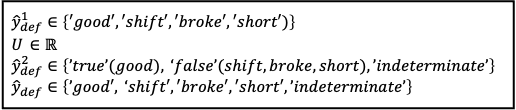 ŷ¹_def ∈ {'good','shift','broke','short')}
U ∈ ℝ
ŷ²_def ∈ {'true'(good), 'false'(shift,broke,short),'indeterminate'}
ŷ_def ∈ {'good', 'shift','broke','short','indeterminate'}